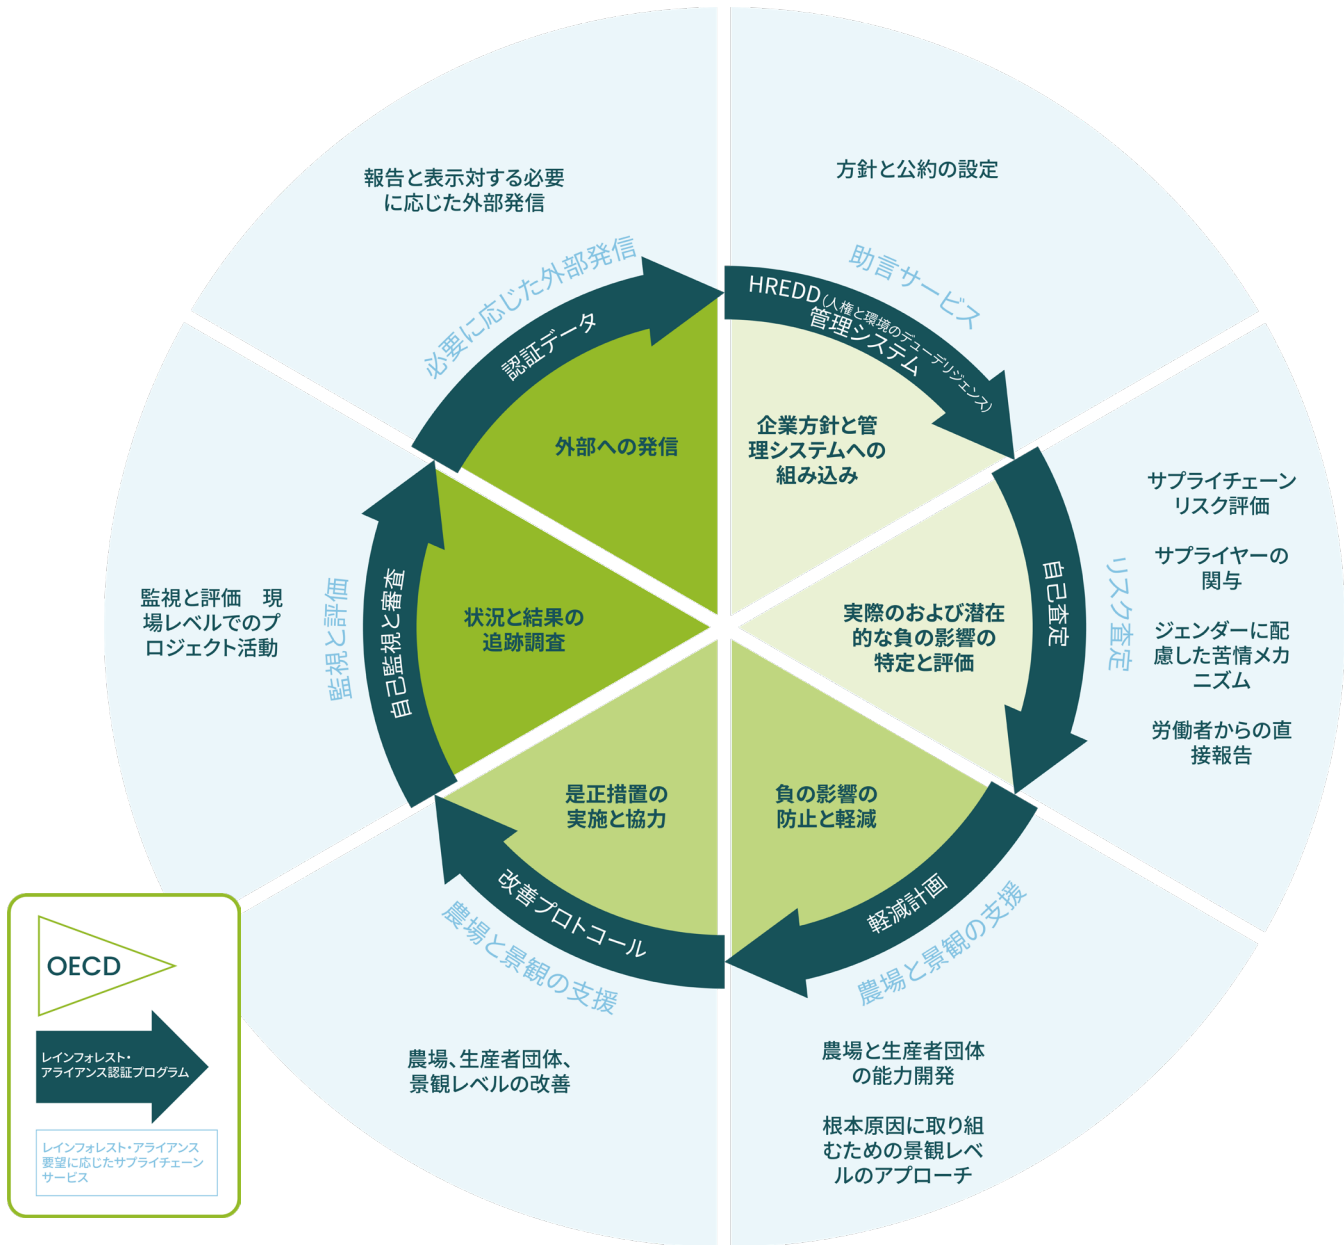 報告と表示対する必要
に応じた外部発信
方針と公約の設定
必要に応じた外部発信
助言サービス
認証データ
HREDD(人権と環境のデューデリジェンス)
管理システム
外部への発信
企業方針と管
理システムへの
組み込み
サプライチェーン
リスク評価
サプライヤーの
関与
ジェンダーに配
慮した苦情メカ
ニズム
労働者からの直
接報告
リスク査定
自己査定
実際のおよび潜在
的な負の影響の
特定と評価
状況と結果の
追跡調査
自己監視と審査
監視と評価
監視と評価　現
場レベルでのプ
ロジェクト活動
是正措置の
実施と協力
負の影響の
防止と軽減
改善プロトコール
軽減計画
農場と景観の支援
農場と景観の支援
農場、生産者団体、
景観レベルの改善
農場と生産者団体
の能力開発
根本原因に取り組
むための景観レベ
ルのアプローチ
OECD
レインフォレスト・
アライアンス認証プログラム
レインフォレスト・アライアンス
要望に応じたサプライチェーン
サービス